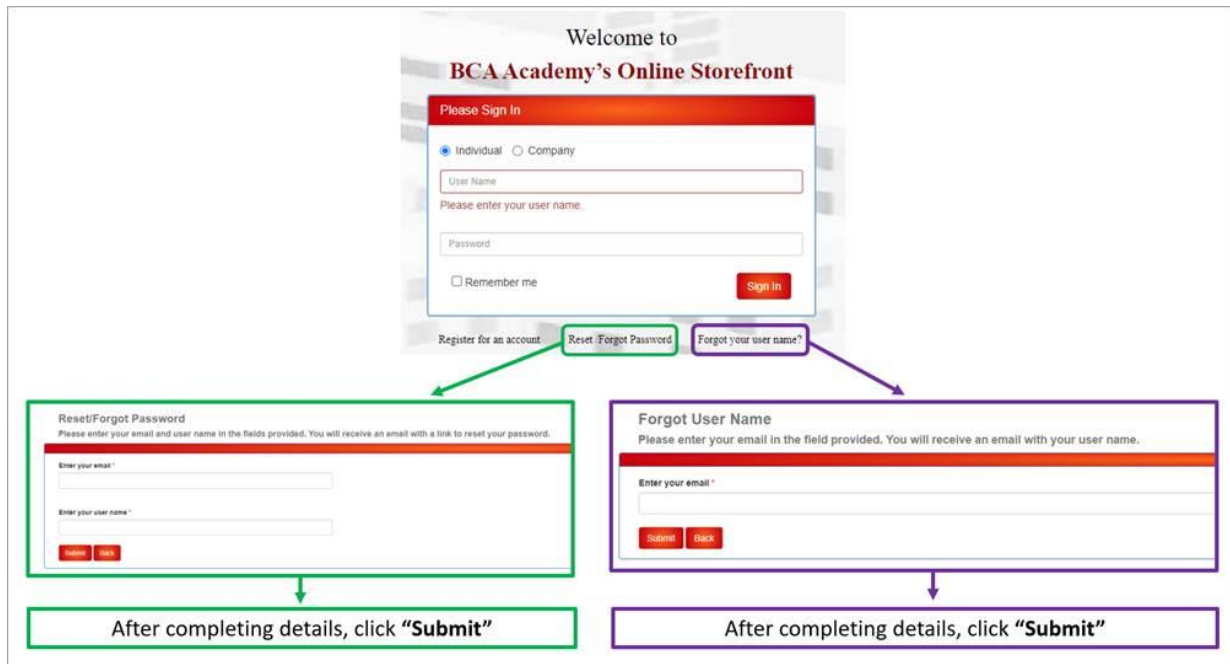 Welcome to
BCA Academy's Online Storefront
Please Sign In
Individual Company
User Name
Please enter your user name.
Password
Remember me
Sign In
Register for an account Reset Forgot Password Forgot your user name?
Reset/Forgot Password
Please enter your email and user name in the fields provided. You will receive an email with a link to reset your password.
Enter your email *
Enter your user name *
Submit Back
After completing details, click “Submit”
Forgot User Name
Please enter your email in the field provided. You will receive an email with your user name.
Enter your email *
Submit Back
After completing details, click “Submit”